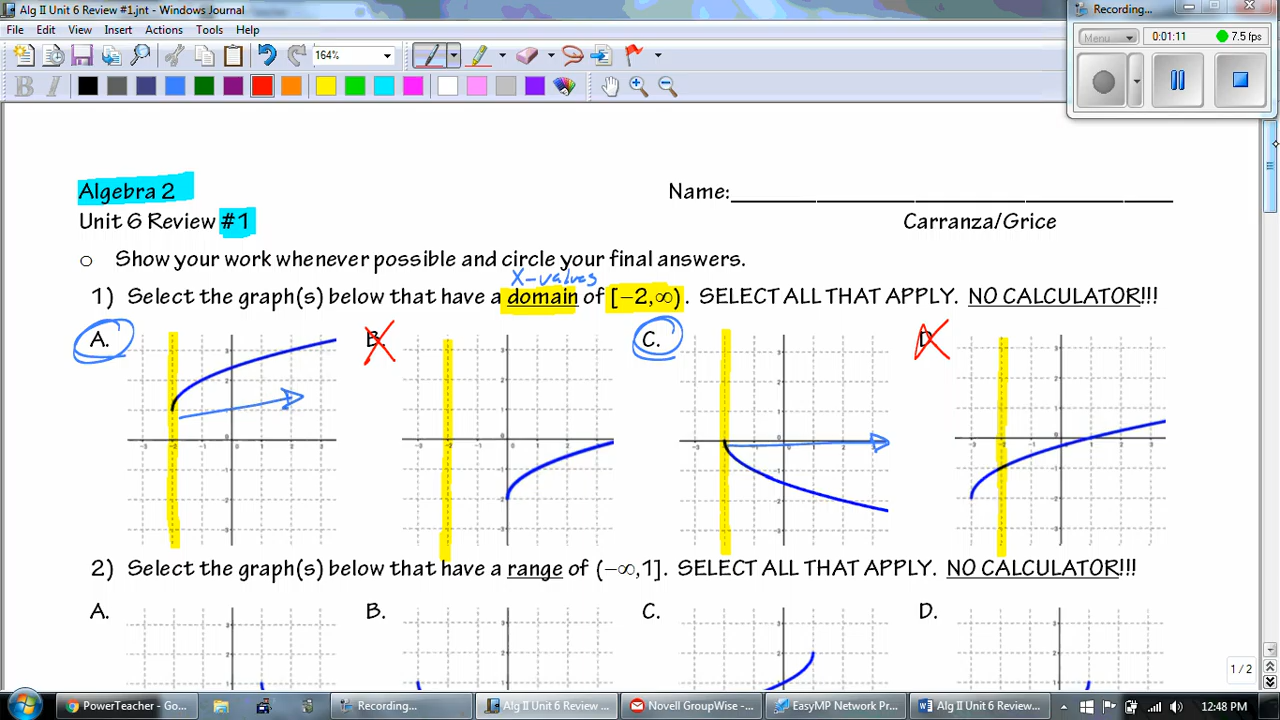 Alg II Unit 6 Review #1.jnt - Windows Journal
Recording...
File Edit View Insert Actions Tools Help
Menu 0:01:11 7.5 fps
164%
B I
Algebra 2 Name:
Unit 6 Review #1 Carranza/Grice
o Show your work whenever possible and circle your final answers.
X-values
1) Select the graph(s) below that have a domain of [−2,∞). SELECT ALL THAT APPLY. NO CALCULATOR!!!
A. B. C. D.
2) Select the graph(s) below that have a range of (−∞,1]. SELECT ALL THAT APPLY. NO CALCULATOR!!!
A. B. C. D.
1 / 2
PowerTeacher - Go... Recording... Alg II Unit 6 Review ... Novell GroupWise -... EasyMP Network Pr... Alg II Unit 6 Review... 12:48 PM